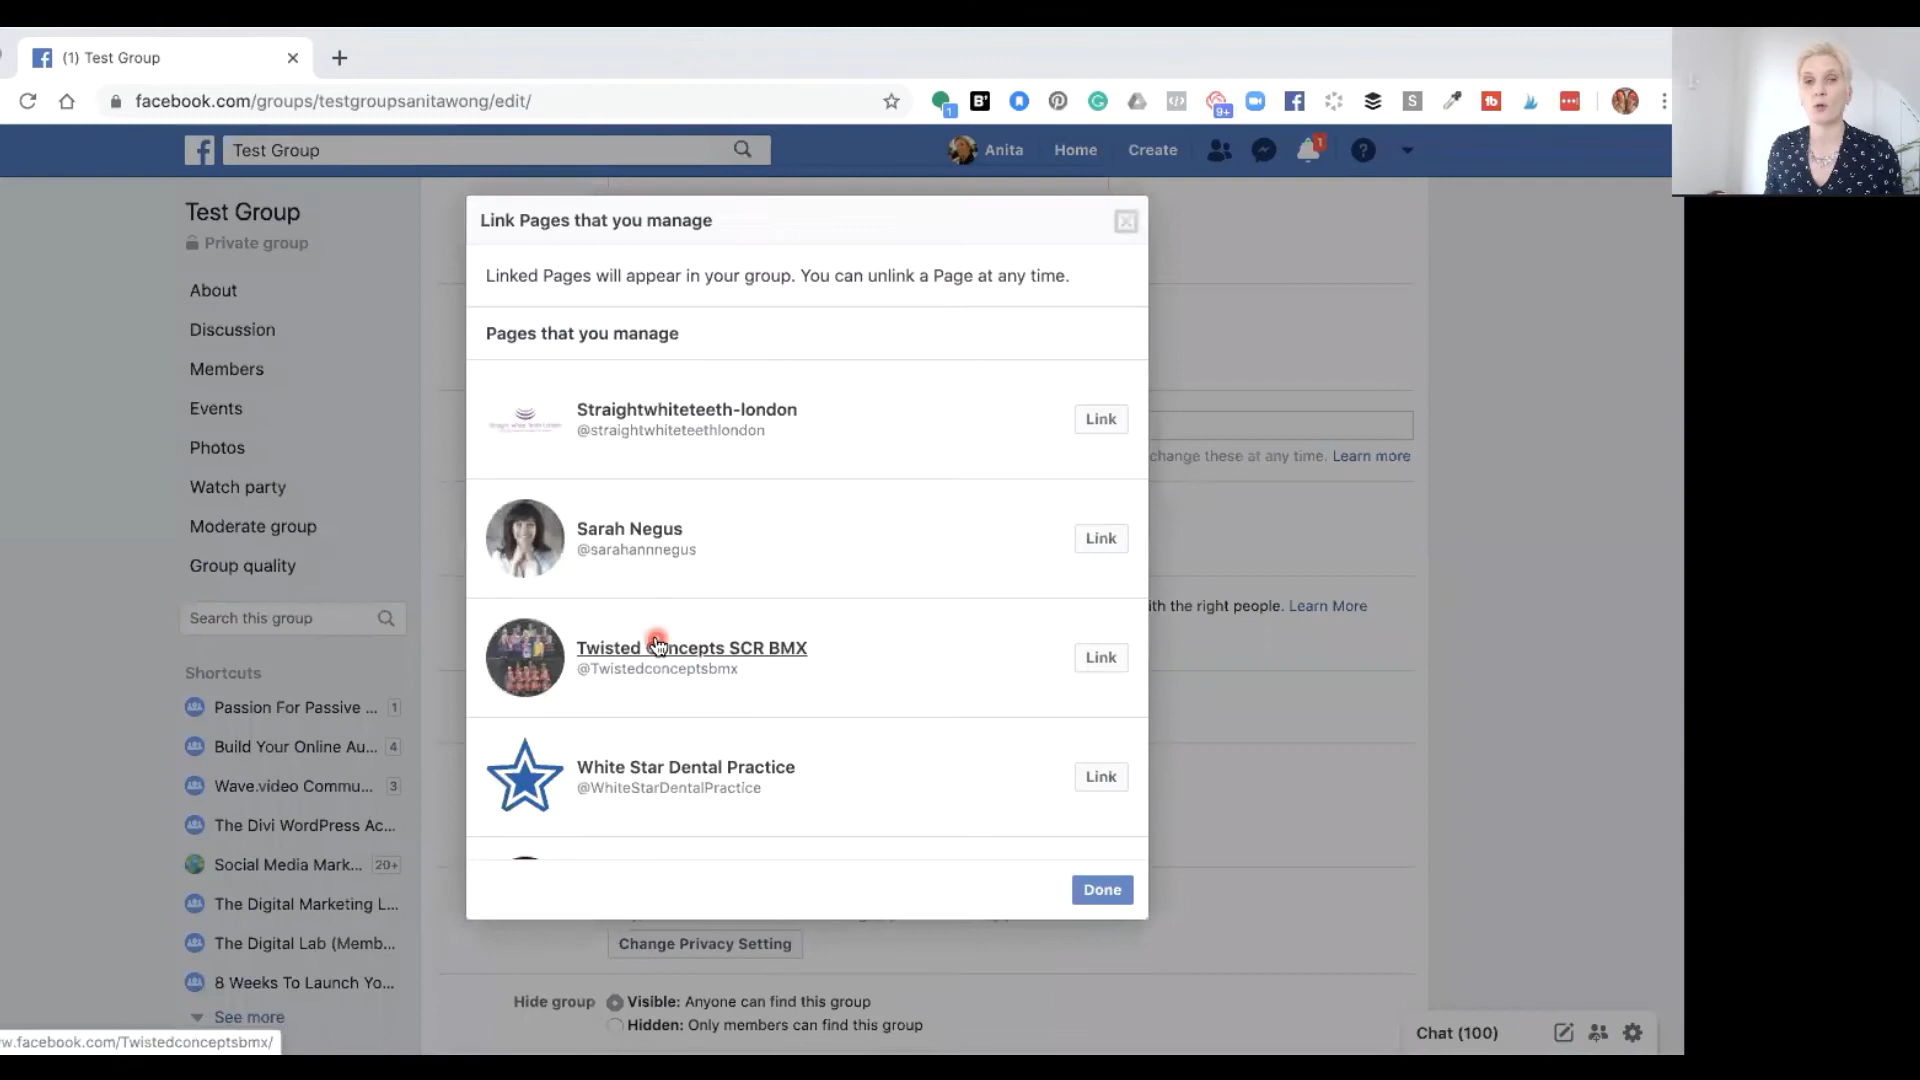 (1) Test Group
facebook.com/groups/testgroupsanitawong/edit/
1
B'
9+
S
Test Group
Anita
Home
Create
1
Test Group
Private group
About
Discussion
Members
Events
Photos
Watch party
Moderate group
Group quality
Search this group
Shortcuts
Passion For Passive ... 1
Build Your Online Au... 4
Wave.video Commu... 3
The Divi WordPress Ac...
Social Media Mark... 20+
The Digital Marketing L...
The Digital Lab (Memb...
8 Weeks To Launch Yo...
See more
w.facebook.com/Twistedconceptsbmx/
Link Pages that you manage
Linked Pages will appear in your group. You can unlink a Page at any time.
Pages that you manage
Straightwhiteteeth-london
@straightwhiteteethlondon
Link
Sarah Negus
@sarahannnegus
Link
Twisted Concepts SCR BMX
@Twistedconceptsbmx
Link
White Star Dental Practice
@WhiteStarDentalPractice
Link
Done
change these at any time. Learn more
ith the right people. Learn More
Change Privacy Setting
Hide group
Visible: Anyone can find this group
Hidden: Only members can find this group
Chat (100)